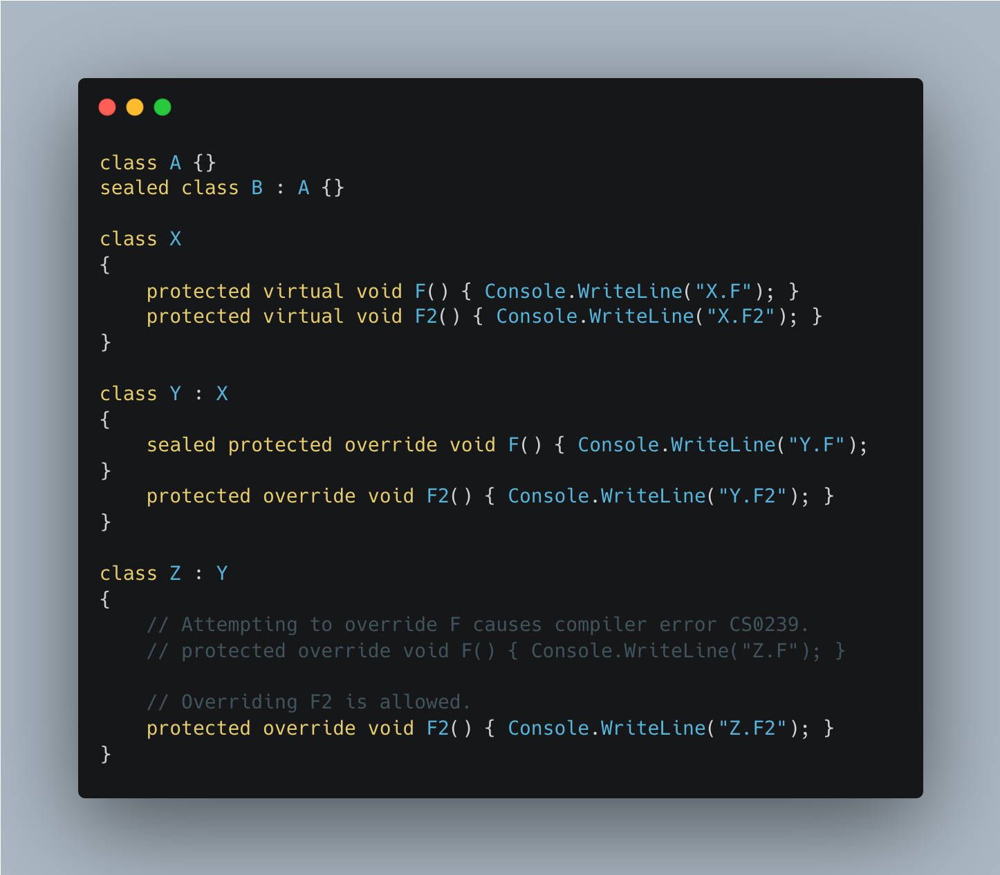 class A {}
sealed class B : A {}

class X
{
    protected virtual void F() { Console.WriteLine("X.F"); }
    protected virtual void F2() { Console.WriteLine("X.F2"); }
}

class Y : X
{
    sealed protected override void F() { Console.WriteLine("Y.F");
}
    protected override void F2() { Console.WriteLine("Y.F2"); }
}

class Z : Y
{
    // Attempting to override F causes compiler error CS0239.
    // protected override void F() { Console.WriteLine("Z.F"); }

    // Overriding F2 is allowed.
    protected override void F2() { Console.WriteLine("Z.F2"); }
}